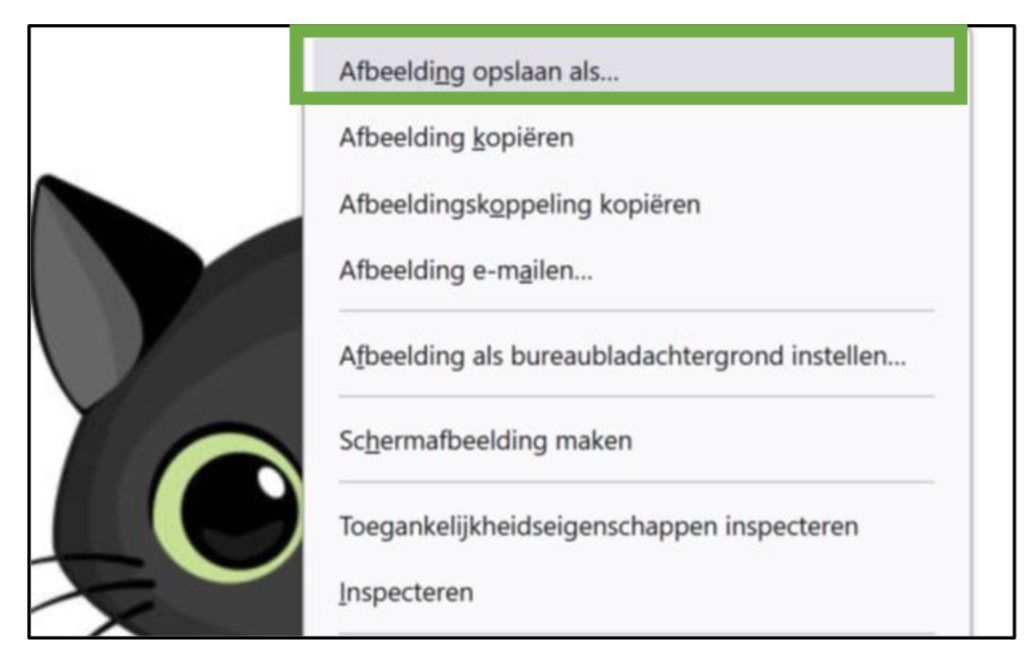 Afbeelding opslaan als...
Afbeelding kopiëren
Afbeeldingskoppeling kopiëren
Afbeelding e-mailen...
Afbeelding als bureaubladachtergrond instellen...
Schermafbeelding maken
Toegankelijkheidseigenschappen inspecteren
Inspecteren